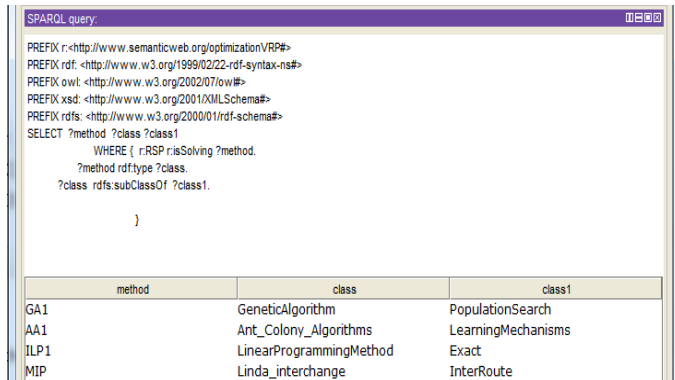 SPARQL query:
PREFIX r:<http://www.semanticweb.org/optimizationVRP#>
PREFIX rdf: <http://www.w3.org/1999/02/22-rdf-syntax-ns#>
PREFIX owl: <http://www.w3.org/2002/07/owl#>
PREFIX xsd: <http://www.w3.org/2001/XMLSchema#>
PREFIX rdfs: <http://www.w3.org/2000/01/rdf-schema#>
SELECT ?method ?class ?class1
WHERE { r:RSP r:isSolving ?method.
?method rdf:type ?class.
?class rdfs:subClassOf ?class1.
}
method class class1
GA1 GeneticAlgorithm PopulationSearch
AA1 Ant_Colony_Algorithms LearningMechanisms
ILP1 LinearProgrammingMethod Exact
MIP Linda_interchange InterRoute